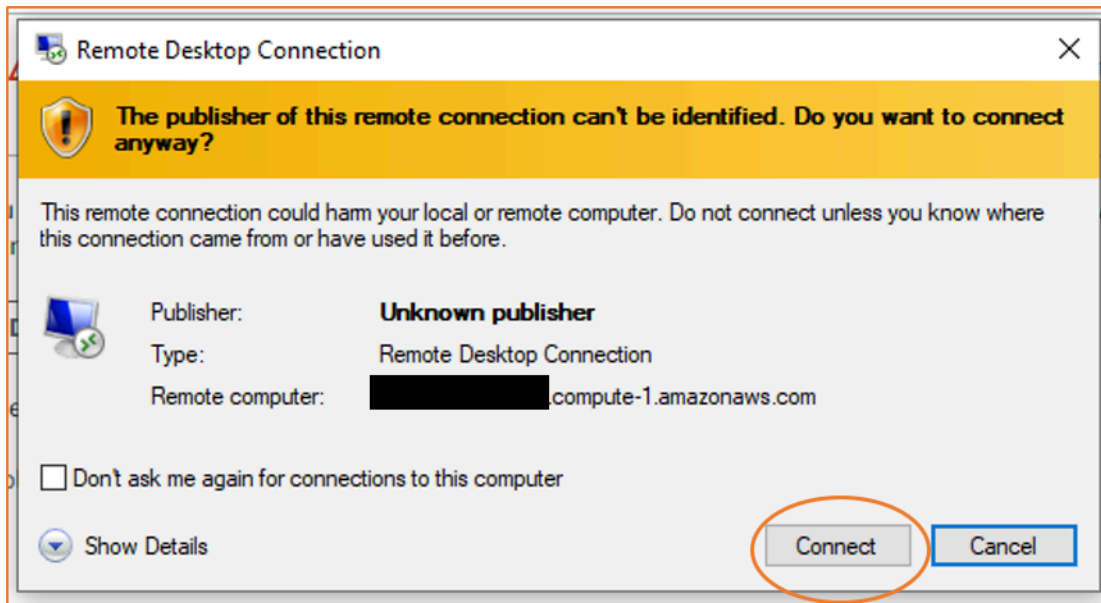 Remote Desktop Connection
The publisher of this remote connection can't be identified. Do you want to connect
anyway?
This remote connection could harm your local or remote computer. Do not connect unless you know where
this connection came from or have used it before.
Publisher: Unknown publisher
Type: Remote Desktop Connection
Remote computer: .compute-1.amazonaws.com
Don't ask me again for connections to this computer
Show Details Connect Cancel